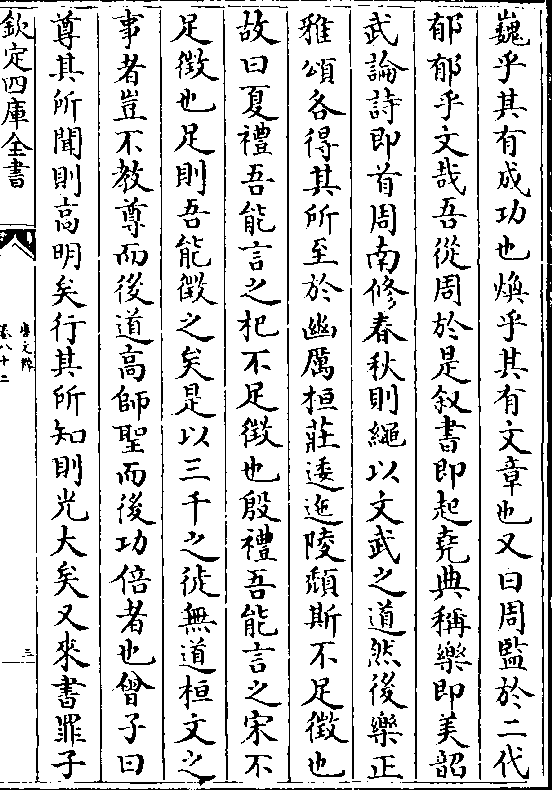 巍乎其有成功也煥乎其有文章也又曰周監於二代
郁郁乎文哉吾從周於是叙書即起堯典稱樂即美韶
武論詩即首周南修春秋則繩以文武之道然後樂正
雅頌各得其所至於幽厲桓莊逶迤陵頹斯不足徵也
故曰夏禮吾能言之杞不足徵也殷禮吾能言之宋不
足徵也足則吾能徵之矣是以三千之徒無道桓文之
事者豈不教尊而後道高師聖而後功倍者也曾子曰
尊其所聞則高明矣行其所知則光大矣又來書罪子
欽定四庫全書
唐文粹
卷八十二
三